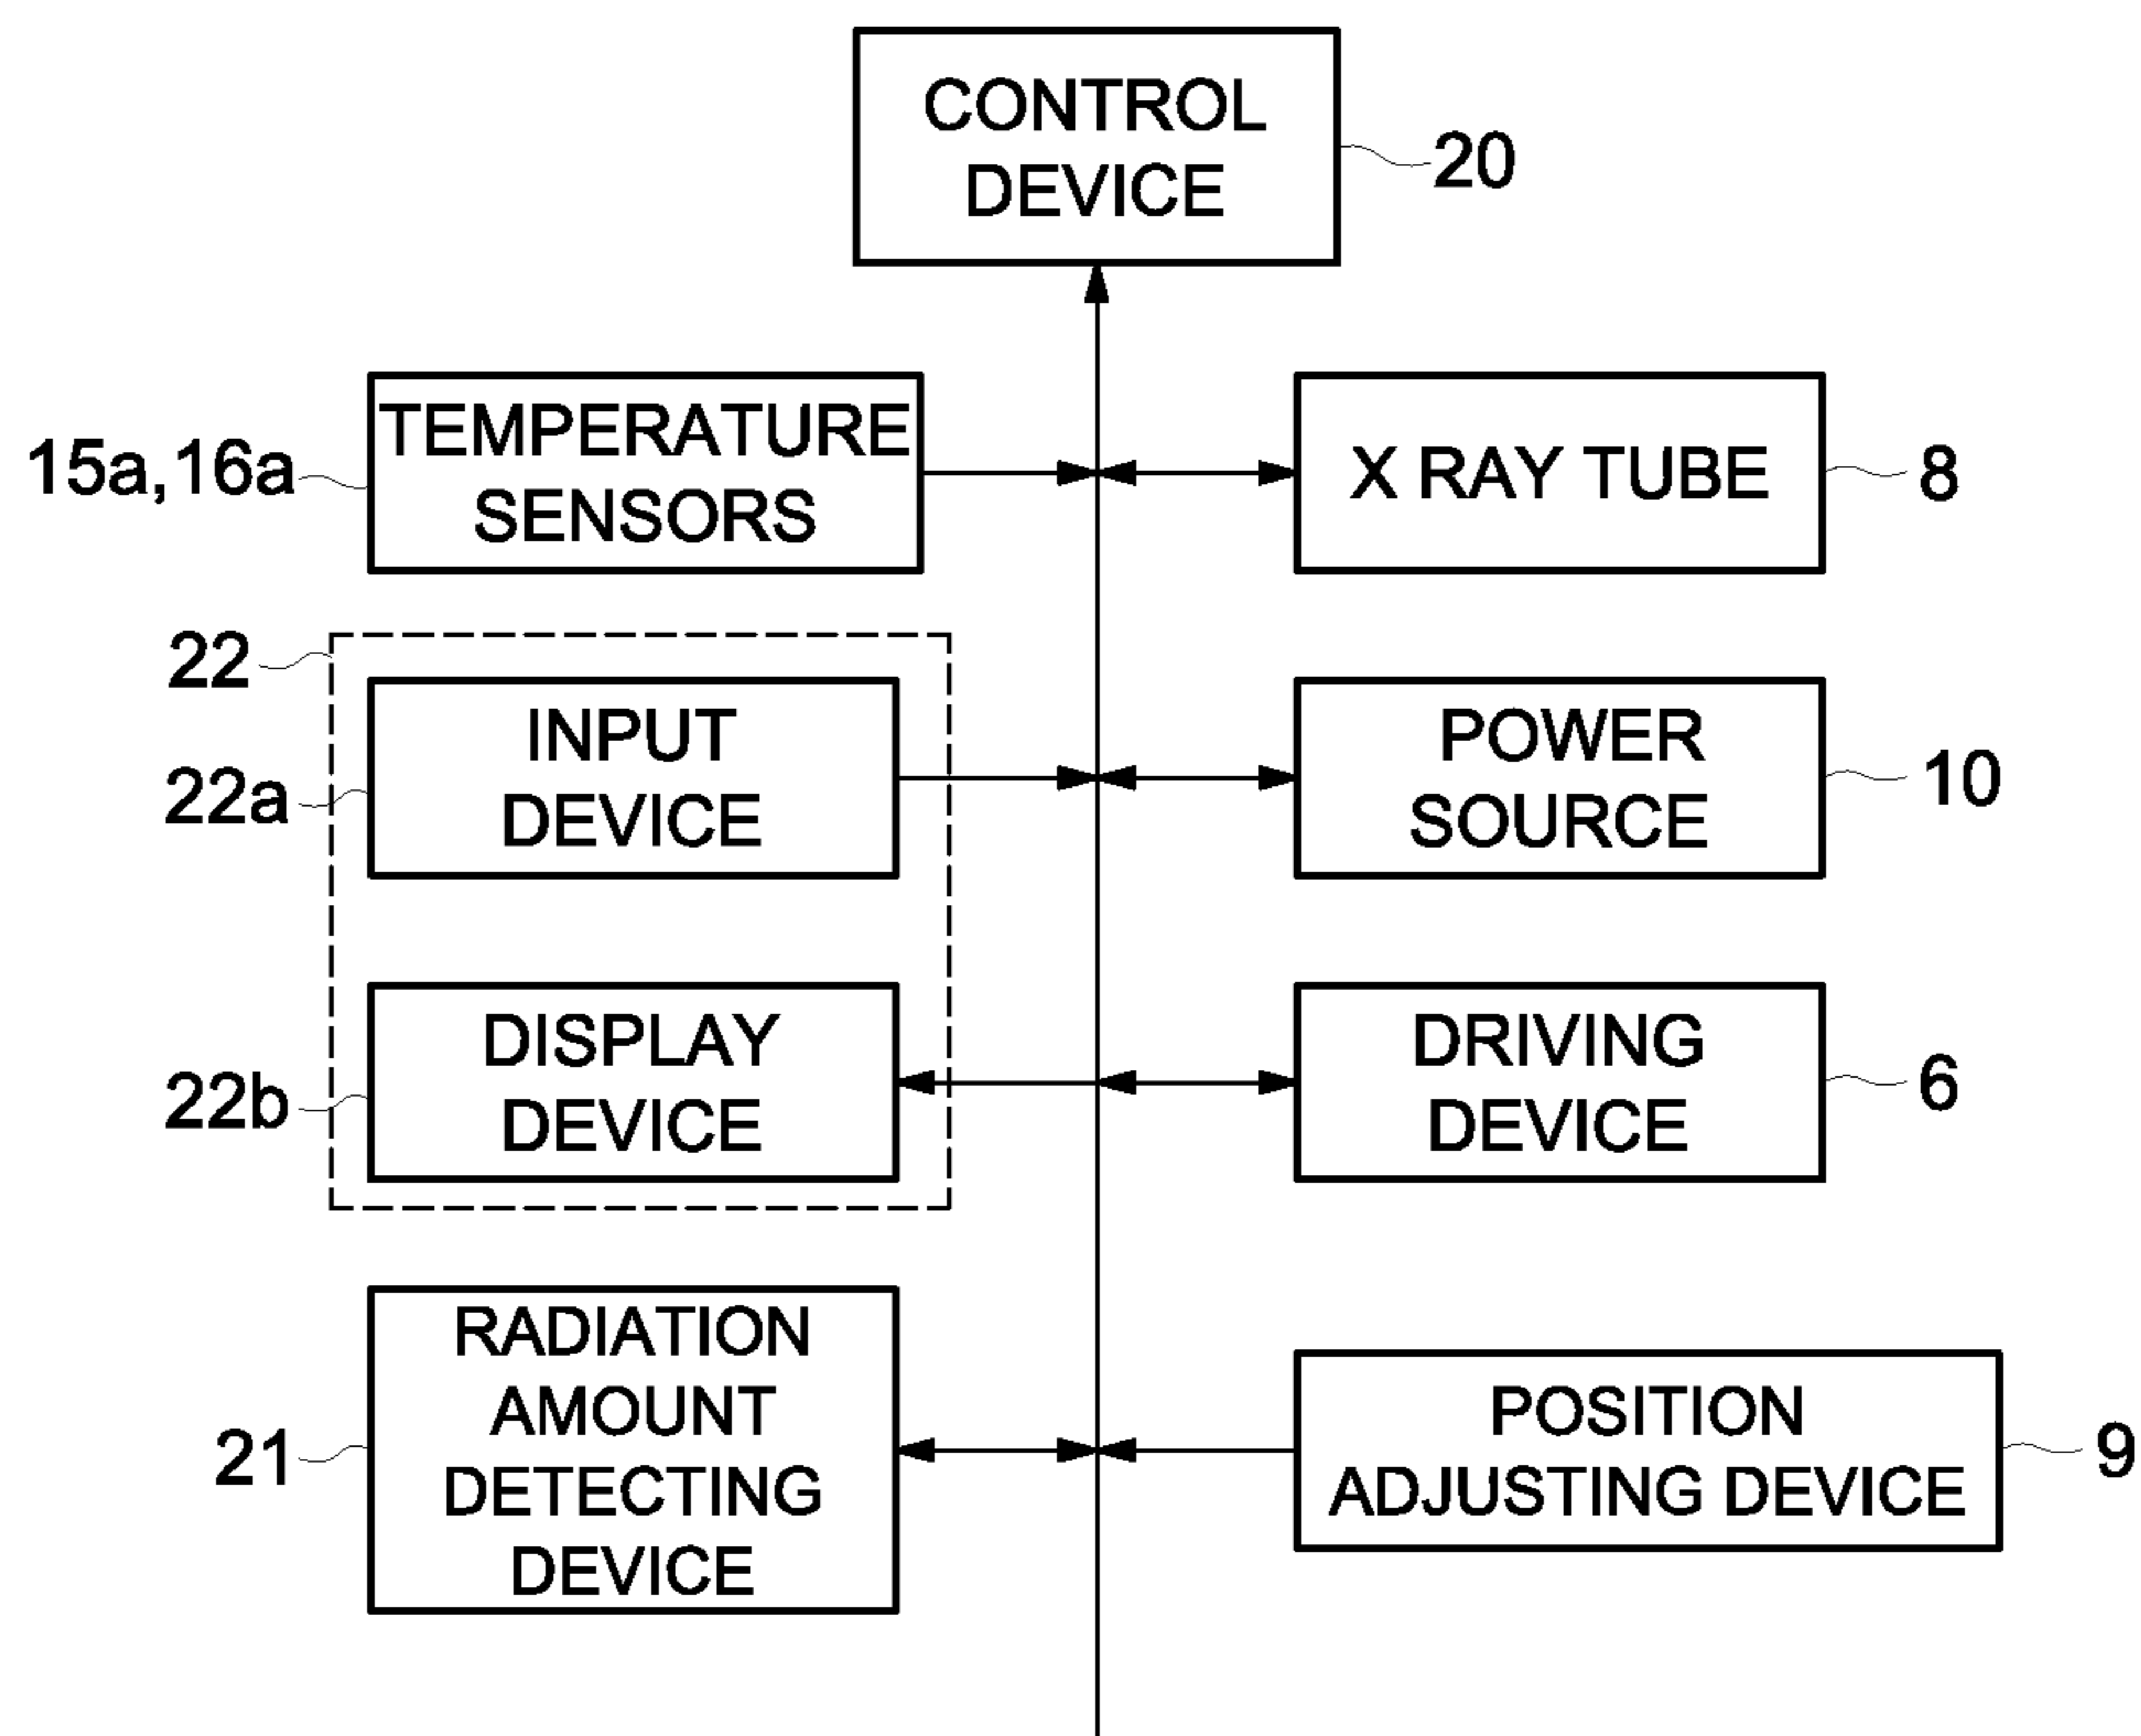 CONTROL
DEVICE
20
TEMPERATURE
SENSORS
15a,16a
X RAY TUBE
8
22
INPUT
DEVICE
22a
POWER
SOURCE
10
DISPLAY
DEVICE
22b
DRIVING
DEVICE
6
RADIATION
AMOUNT
DETECTING
DEVICE
21
POSITION
ADJUSTING DEVICE
9